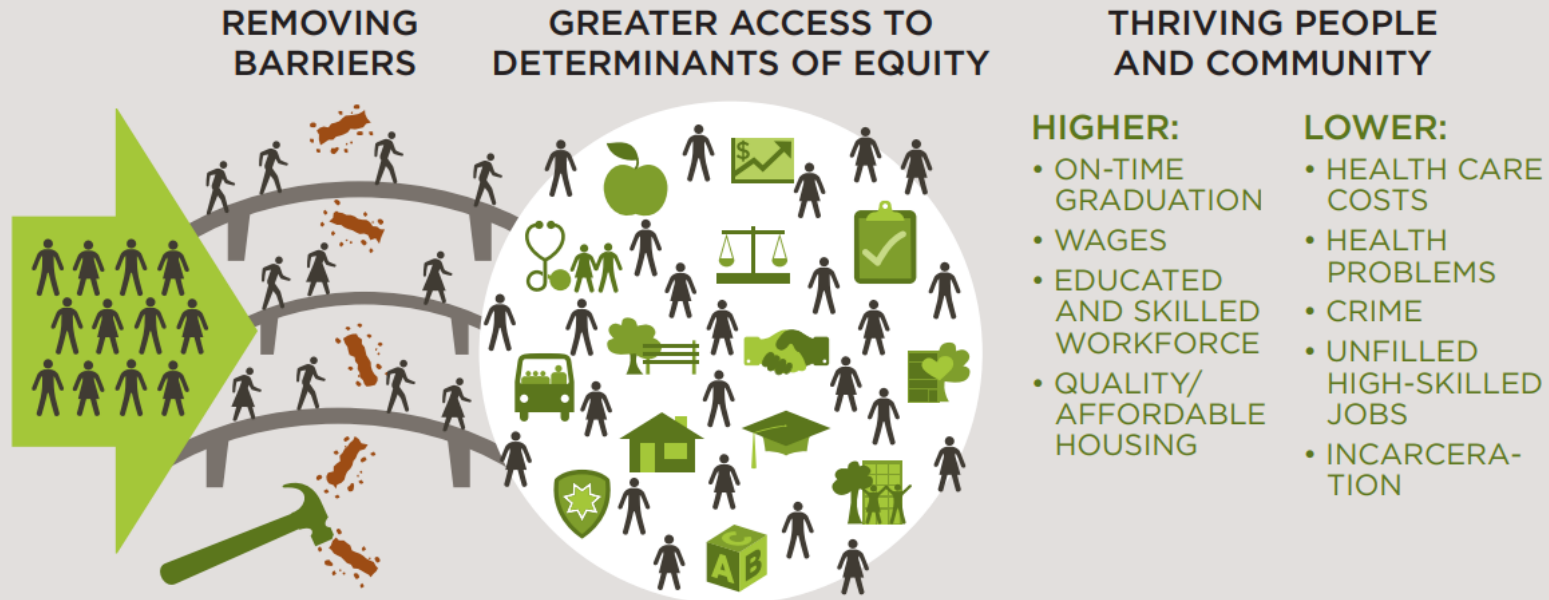 REMOVING
BARRIERS
GREATER ACCESS TO
DETERMINANTS OF EQUITY
$
C
A B
THRIVING PEOPLE
AND COMMUNITY
HIGHER:
• ON-TIME
GRADUATION
• WAGES
• EDUCATED
AND SKILLED
WORKFORCE
• QUALITY/
AFFORDABLE
HOUSING
LOWER:
• HEALTH CARE
COSTS
• HEALTH
PROBLEMS
• CRIME
• UNFILLED
HIGH-SKILLED
JOBS
• INCARCERA-
TION